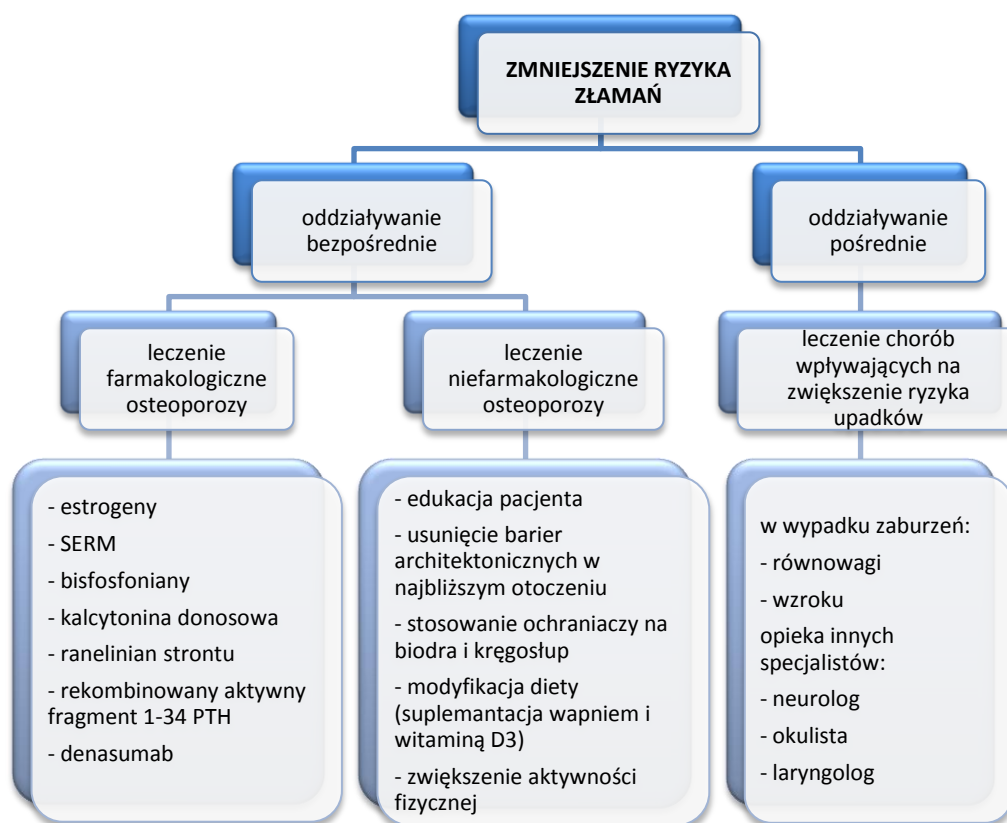 ZMNIEJSZENIE RYZYKA
ZŁAMAŃ
oddziaływanie
bezpośrednie
oddziaływanie
pośrednie
leczenie
farmakologiczne
osteoporozy
leczenie
niefarmakologiczne
osteoporozy
leczenie chorób
wpływających na
zwiększenie ryzyka
upadków
- estrogeny
- SERM
- bisfosfoniany
- kalcytonina donosowa
- ranelinian strontu
- rekombinowany aktywny
fragment 1-34 PTH
- denasumab
- edukacja pacjenta
- usunięcie barier
architektonicznych w
najbliższym otoczeniu
- stosowanie ochraniaczy na
biodra i kręgosłup
- modyfikacja diety
(suplemantacja wapniem i
witaminą D3)
- zwiększenie aktywności
fizycznej
w wypadku zaburzeń:
- równowagi
- wzroku
opieka innych
specjalistów:
- neurolog
- okulista
- laryngolog